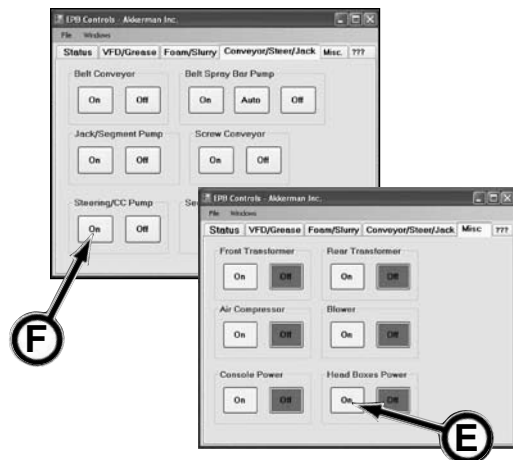 EPB Controls - Akkerman Inc.
File Windows
Status VFD/Grease Foam/Slurry Conveyor/Steer/Jack Misc. ???
Belt Conveyor Belt Spray Bar Pump
On Off On Auto Off
Jack/Segment Pump Screw Conveyor
On Off On Off
Steering/CC Pump Se
On Off
F
EPB Controls - Akkerman Inc.
File Windows
Status VFD/Grease Foam/Slurry Conveyor/Steer/Jack Misc ???
Front Transformer Rear Transformer
On Off On Off
Air Compressor Blower
On Off On Off
Console Power Head Boxes Power
On Off On Off
E